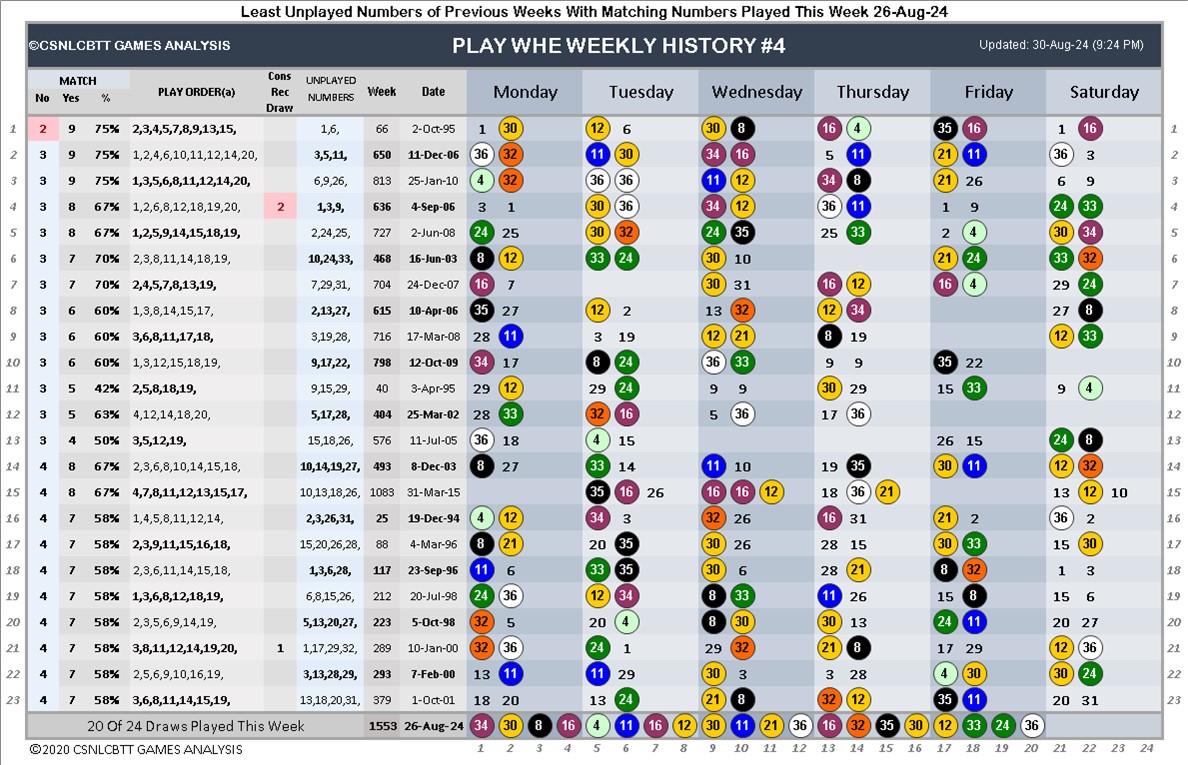 Least Unplayed Numbers of Previous Weeks With Matching Numbers Played This Week 26-Aug-24
©CSNLCBTT GAMES ANALYSIS PLAY WHE WEEKLY HISTORY #4 Updated: 30-Aug-24 (9:24 PM)
MATCH Cons UNPLAYED
No Yes % PLAY ORDER(a) Rec NUMBERS Week Date Monday Tuesday Wednesday Thursday Friday Saturday
Draw
1 2 9 75% 2,3,4,5,7,8,9,13,15, 1,6, 66 2-Oct-95 1 30 12 6 30 8 16 4 35 16 1 16 1
2 3 9 75% 1,2,4,6,10,11,12,14,20, 3,5,11, 650 11-Dec-06 36 32 11 30 34 16 5 11 21 11 36 3 2
3 3 9 75% 1,3,5,6,8,11,12,14,20, 6,9,26, 813 25-Jan-10 4 32 36 36 11 12 34 8 21 26 6 9 3
4 3 8 67% 1,2,6,8,12,18,19,20, 2 1,3,9, 636 4-Sep-06 3 1 30 36 34 12 36 11 1 9 24 33 4
5 3 8 67% 1,2,5,9,14,15,18,19, 2,24,25, 727 2-Jun-08 24 25 30 32 24 35 25 33 2 4 30 34 5
6 3 7 70% 2,3,8,11,14,18,19, 10,24,33, 468 16-Jun-03 8 12 33 24 30 10 21 24 33 32 6
7 3 7 70% 2,4,5,7,8,13,19, 7,29,31, 704 24-Dec-07 16 7 30 31 16 12 16 4 29 24 7
8 3 6 60% 1,3,8,14,15,17, 2,13,27, 615 10-Apr-06 35 27 12 2 13 32 12 34 27 8 8
9 3 6 60% 3,6,8,11,17,18, 3,19,28, 716 17-Mar-08 28 11 3 19 12 21 8 19 12 33 9
10 3 6 60% 1,3,12,15,18,19, 9,17,22, 798 12-Oct-09 34 17 8 24 36 33 9 9 35 22 10
11 3 5 42% 2,5,8,18,19, 9,15,29, 40 3-Apr-95 29 12 29 24 9 9 30 29 15 33 9 4 11
12 3 5 63% 4,12,14,18,20, 5,17,28, 404 25-Mar-02 28 33 32 16 5 36 17 36 12
13 3 4 50% 3,5,12,19, 15,18,26, 576 11-Jul-05 36 18 4 15 26 15 24 8 13
14 4 8 67% 2,3,6,8,10,14,15,18, 10,14,19,27, 493 8-Dec-03 8 27 33 14 11 10 19 35 30 11 12 32 14
15 4 8 67% 4,7,8,11,12,13,15,17, 10,13,18,26, 1083 31-Mar-15 35 16 26 16 16 12 18 36 21 13 12 10 15
16 4 7 58% 1,4,5,8,11,12,14, 2,3,26,31, 25 19-Dec-94 4 12 34 3 32 26 16 31 21 2 36 2 16
17 4 7 58% 2,3,9,11,15,16,18, 15,20,26,28, 88 4-Mar-96 8 21 20 35 30 26 28 15 30 33 15 30 17
18 4 7 58% 2,3,6,11,14,15,18, 1,3,6,28, 117 23-Sep-96 11 6 33 35 30 6 28 21 8 32 1 3 18
19 4 7 58% 1,3,6,8,12,18,19, 6,8,15,26, 212 20-Jul-98 24 36 12 34 8 33 11 26 15 8 15 6 19
20 4 7 58% 2,3,5,6,9,14,19, 5,13,20,27, 223 5-Oct-98 32 5 20 4 8 30 30 13 24 11 20 27 20
21 4 7 58% 3,8,11,12,14,19,20, 1 1,17,29,32, 289 10-Jan-00 32 36 24 1 29 32 21 8 17 29 12 36 21
22 4 7 58% 2,5,6,9,10,16,19, 3,13,28,29, 293 7-Feb-00 13 11 11 29 30 3 3 28 4 30 30 24 22
23 4 7 58% 3,6,8,11,14,15,19, 13,18,20,31, 379 1-Oct-01 18 20 13 24 21 8 32 12 35 11 20 31 23
20 Of 24 Draws Played This Week 1553 26-Aug-24 34 30 8 16 4 11 16 12 30 11 21 36 16 32 35 30 12 33 24 36
©2020 CSNLCBTT GAMES ANALYSIS 1 2 3 4 5 6 7 8 9 10 11 12 13 14 15 16 17 18 19 20 21 22 23 24